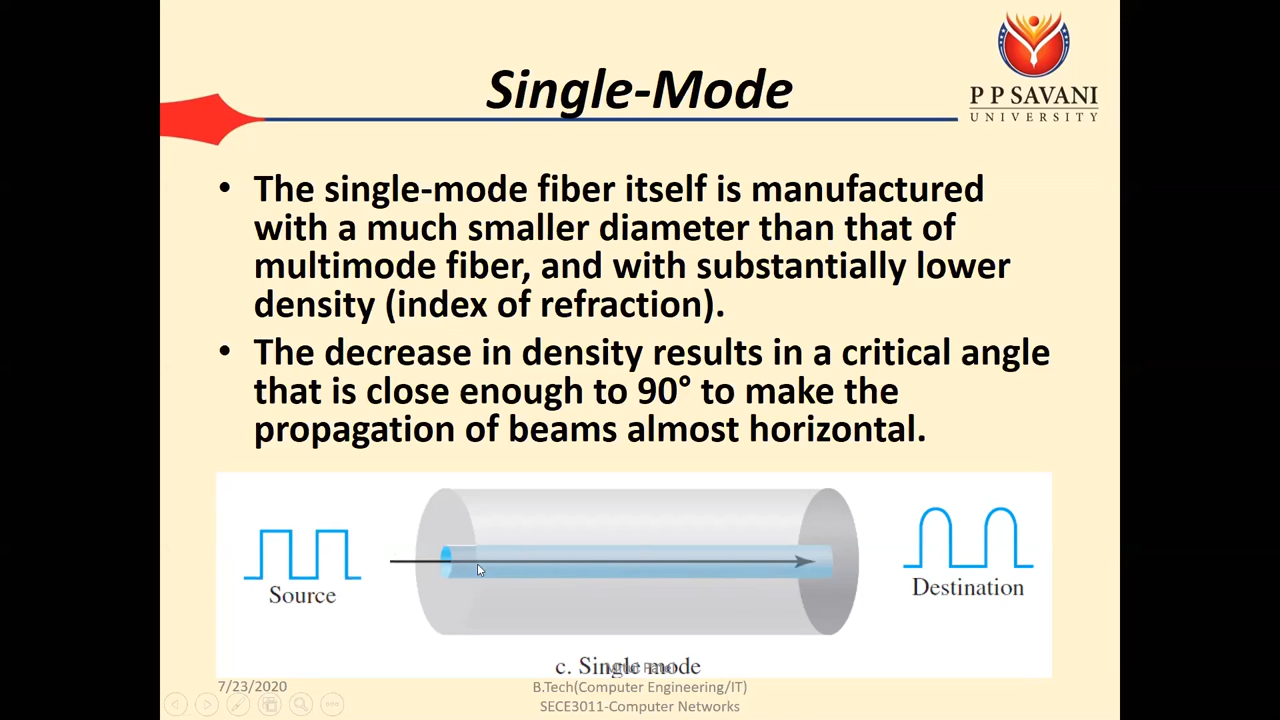 Single-Mode
P P SAVANI
UNIVERSITY
• The single-mode fiber itself is manufactured
with a much smaller diameter than that of
multimode fiber, and with substantially lower
density (index of refraction).
• The decrease in density results in a critical angle
that is close enough to 90° to make the
propagation of beams almost horizontal.
Source
Destination
c. Single mode
7/23/2020
B.Tech(Computer Engineering/IT)
SECE3011-Computer Networks